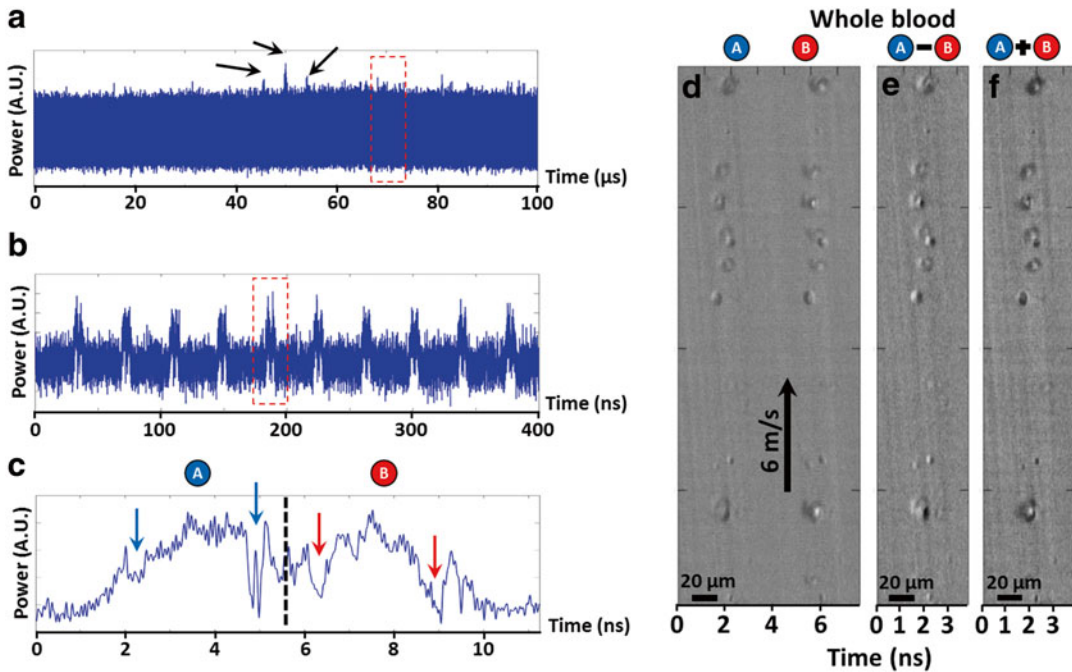 a
Power (A.U.)
Time (µs)
0 20 40 60 80 100
b
Power (A.U.)
Time (ns)
0 100 200 300 400
c
A B
Power (A.U.)
Time (ns)
0 2 4 6 8 10
Whole blood
A B A - B A + B
d e f
6 m/s
20 µm 20 µm 20 µm
0 2 4 6 0 1 2 3 0 1 2 3
Time (ns)